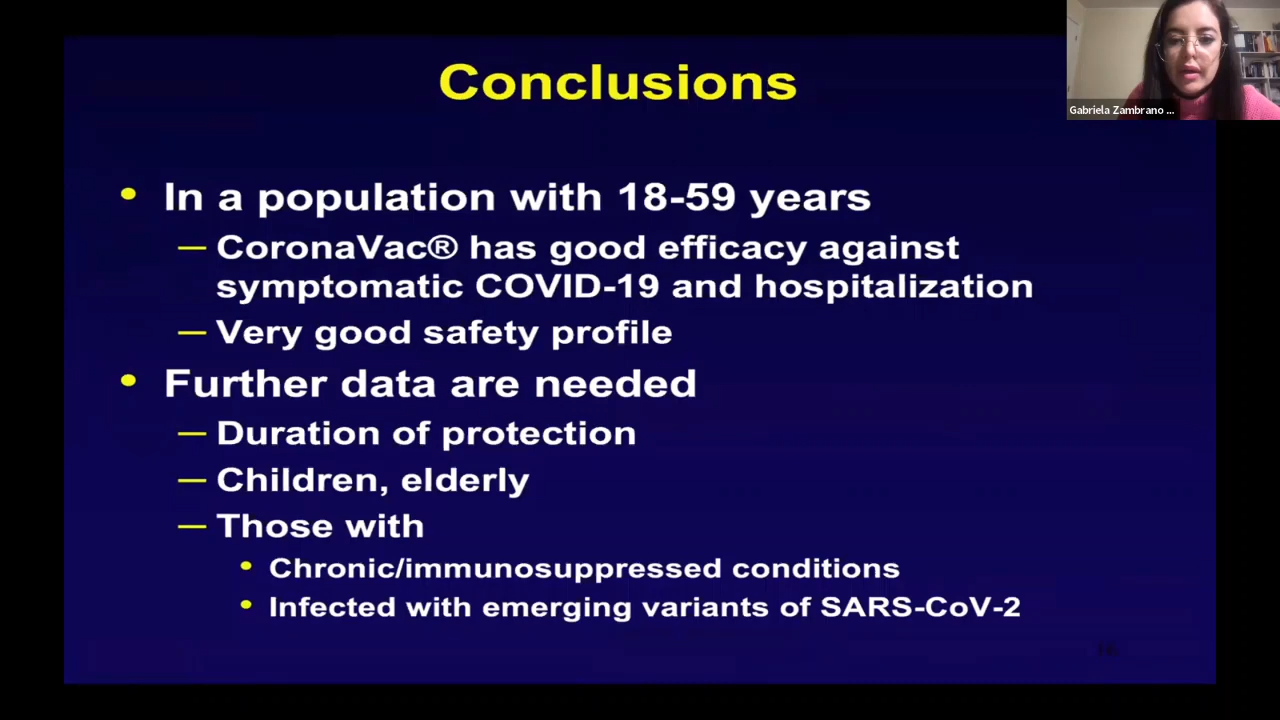 Conclusions
Gabriela Zambrano ...
• In a population with 18-59 years
— CoronaVac® has good efficacy against
symptomatic COVID-19 and hospitalization
— Very good safety profile
• Further data are needed
— Duration of protection
— Children, elderly
— Those with
• Chronic/immunosuppressed conditions
• Infected with emerging variants of SARS-CoV-2